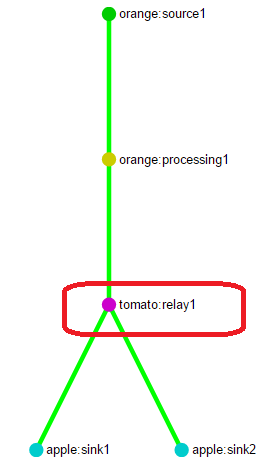 orange:source1
orange:processing1
tomato:relay1
apple:sink1
apple:sink2